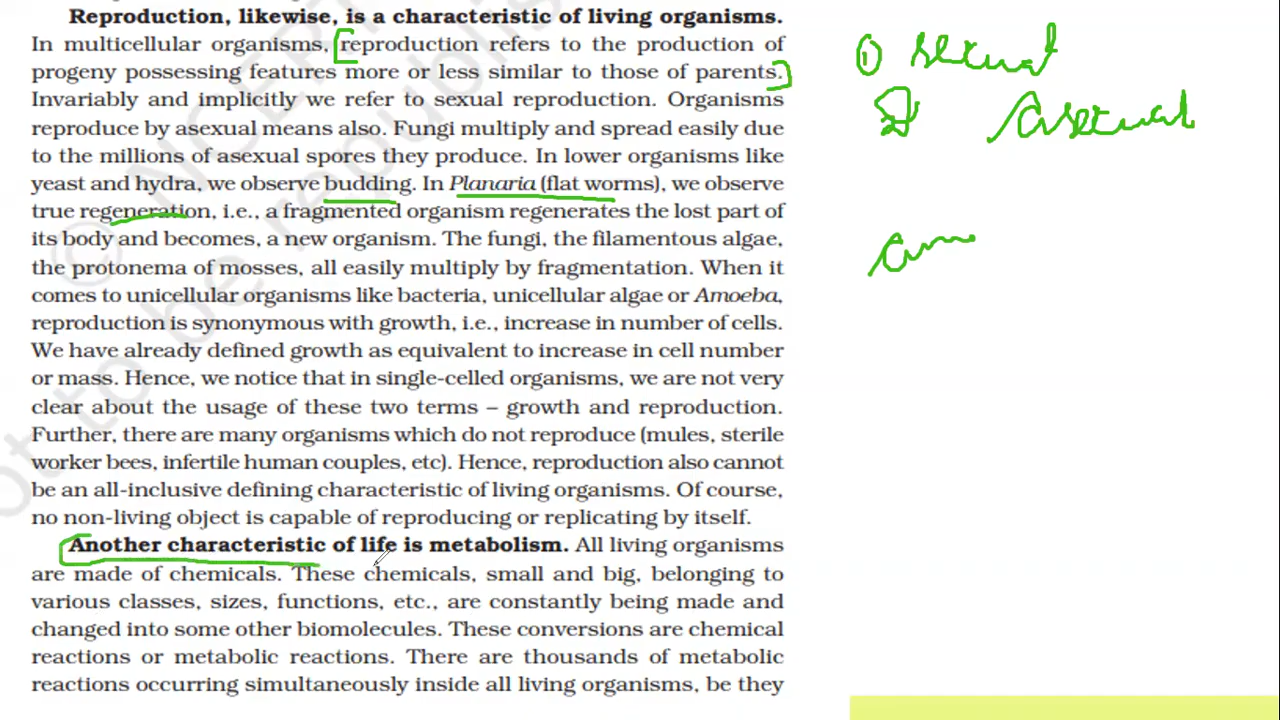 Reproduction, likewise, is a characteristic of living organisms.
In multicellular organisms, reproduction refers to the production of
progeny possessing features more or less similar to those of parents.
Invariably and implicitly we refer to sexual reproduction. Organisms
reproduce by asexual means also. Fungi multiply and spread easily due
to the millions of asexual spores they produce. In lower organisms like
yeast and hydra, we observe budding. In Planaria (flat worms), we observe
true regeneration, i.e., a fragmented organism regenerates the lost part of
its body and becomes, a new organism. The fungi, the filamentous algae,
the protonema of mosses, all easily multiply by fragmentation. When it
comes to unicellular organisms like bacteria, unicellular algae or Amoeba,
reproduction is synonymous with growth, i.e., increase in number of cells.
We have already defined growth as equivalent to increase in cell number
or mass. Hence, we notice that in single-celled organisms, we are not very
clear about the usage of these two terms – growth and reproduction.
Further, there are many organisms which do not reproduce (mules, sterile
worker bees, infertile human couples, etc). Hence, reproduction also cannot
be an all-inclusive defining characteristic of living organisms. Of course,
no non-living object is capable of reproducing or replicating by itself.
Another characteristic of life is metabolism. All living organisms
are made of chemicals. These chemicals, small and big, belonging to
various classes, sizes, functions, etc., are constantly being made and
changed into some other biomolecules. These conversions are chemical
reactions or metabolic reactions. There are thousands of metabolic
reactions occurring simultaneously inside all living organisms, be they
① sexual
2 Asexual
© NCERT
not to be republis